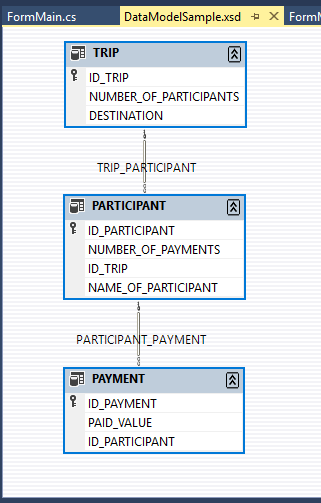 FormMain.cs DataModelSample.xsd FormM
TRIP
ID_TRIP
NUMBER_OF_PARTICIPANTS
DESTINATION
TRIP_PARTICIPANT
PARTICIPANT
ID_PARTICIPANT
NUMBER_OF_PAYMENTS
ID_TRIP
NAME_OF_PARTICIPANT
PARTICIPANT_PAYMENT
PAYMENT
ID_PAYMENT
PAID_VALUE
ID_PARTICIPANT